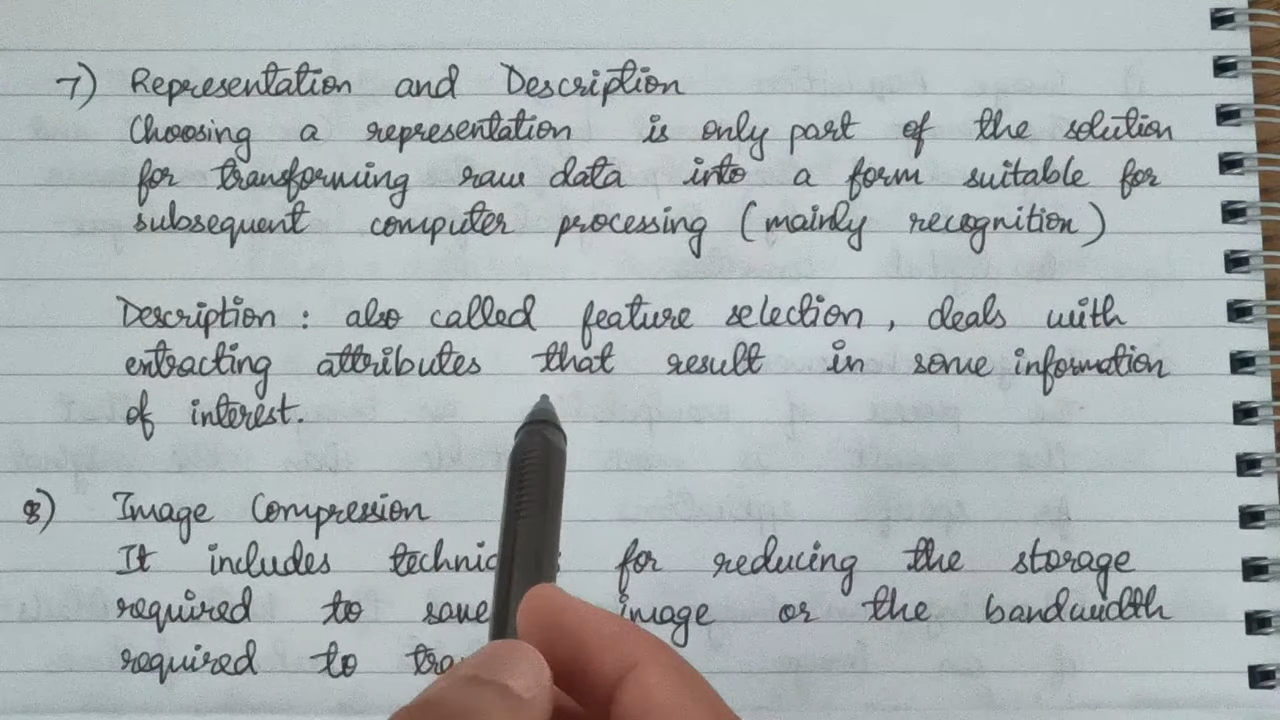 7) Representation and Description
Choosing a representation is only part of the solution
for transforming raw data into a form suitable for
subsequent computer processing (mainly recognition)
Description : also called feature selection, deals with
extracting attributes that result in some information
of interest.
8) Image Compression
It includes for reducing the storage
required to save image or the bandwidth
required to